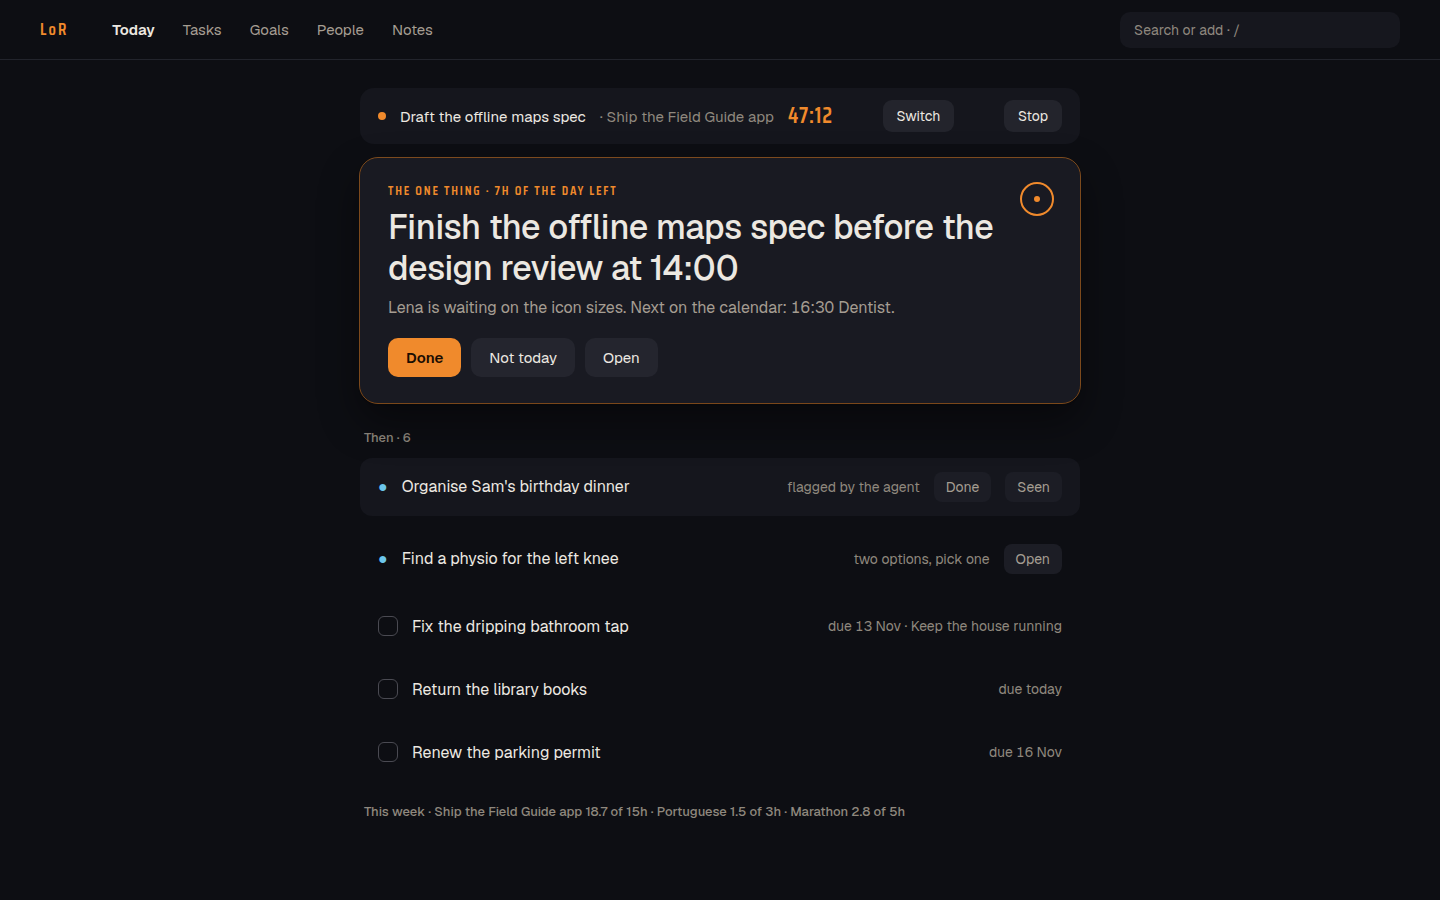 LoR Today Tasks Goals People Notes Search or add · /
Draft the offline maps spec · Ship the Field Guide app 47:12 Switch Stop
THE ONE THING · 7H OF THE DAY LEFT
Finish the offline maps spec before the
design review at 14:00
Lena is waiting on the icon sizes. Next on the calendar: 16:30 Dentist.
Done Not today Open
Then · 6
Organise Sam's birthday dinner flagged by the agent Done Seen
Find a physio for the left knee two options, pick one Open
Fix the dripping bathroom tap due 13 Nov · Keep the house running
Return the library books due today
Renew the parking permit due 16 Nov
This week · Ship the Field Guide app 18.7 of 15h · Portuguese 1.5 of 3h · Marathon 2.8 of 5h